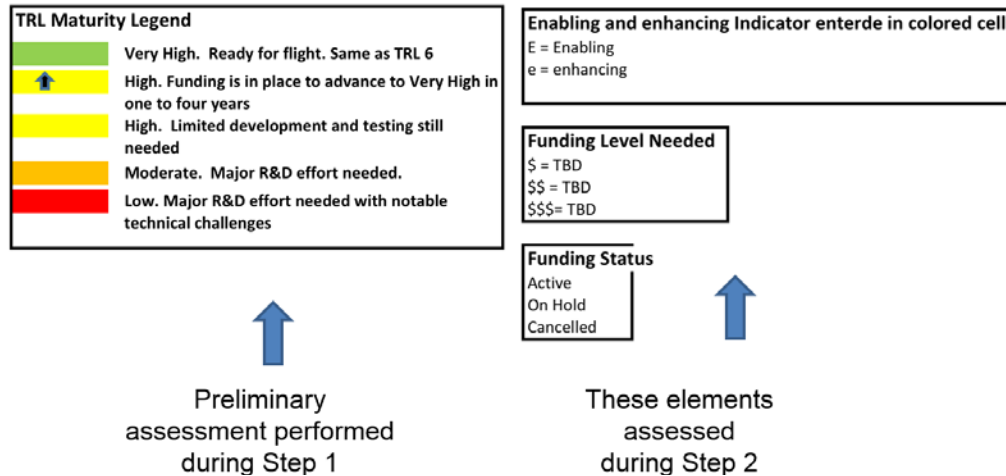 TRL Maturity Legend
Very High. Ready for flight. Same as TRL 6
High. Funding is in place to advance to Very High in
one to four years
High. Limited development and testing still
needed
Moderate. Major R&D effort needed.
Low. Major R&D effort needed with notable
technical challenges
Preliminary
assessment performed
during Step 1
Enabling and enhancing Indicator enterde in colored cell
E = Enabling
e = enhancing
Funding Level Needed
$ = TBD
$$ = TBD
$$$= TBD
Funding Status
Active
On Hold
Cancelled
These elements
assessed
during Step 2